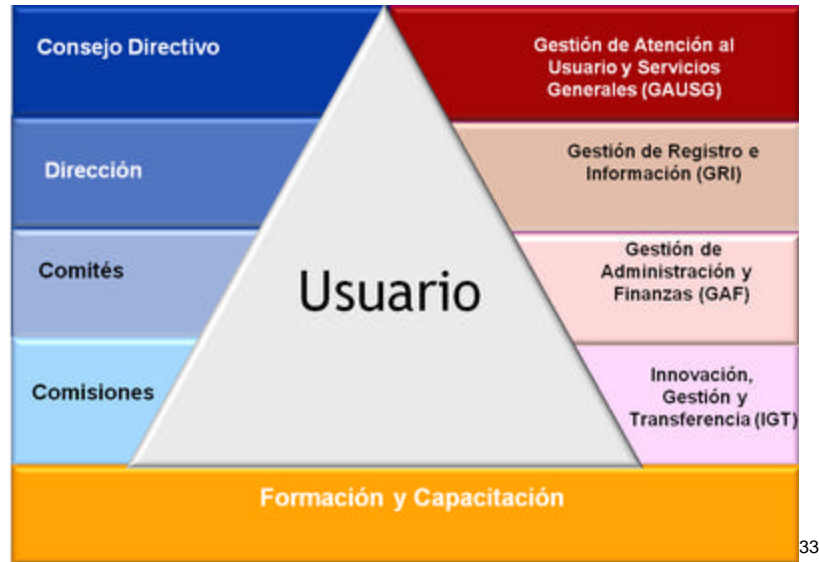 Consejo Directivo
Dirección
Comités
Comisiones
Usuario
Gestión de Atención al
Usuario y Servicios
Generales (GAUSG)
Gestión de Registro e
Información (GRI)
Gestión de
Administración y
Finanzas (GAF)
Innovación,
Gestión y
Transferencia (IGT)
Formación y Capacitación
33